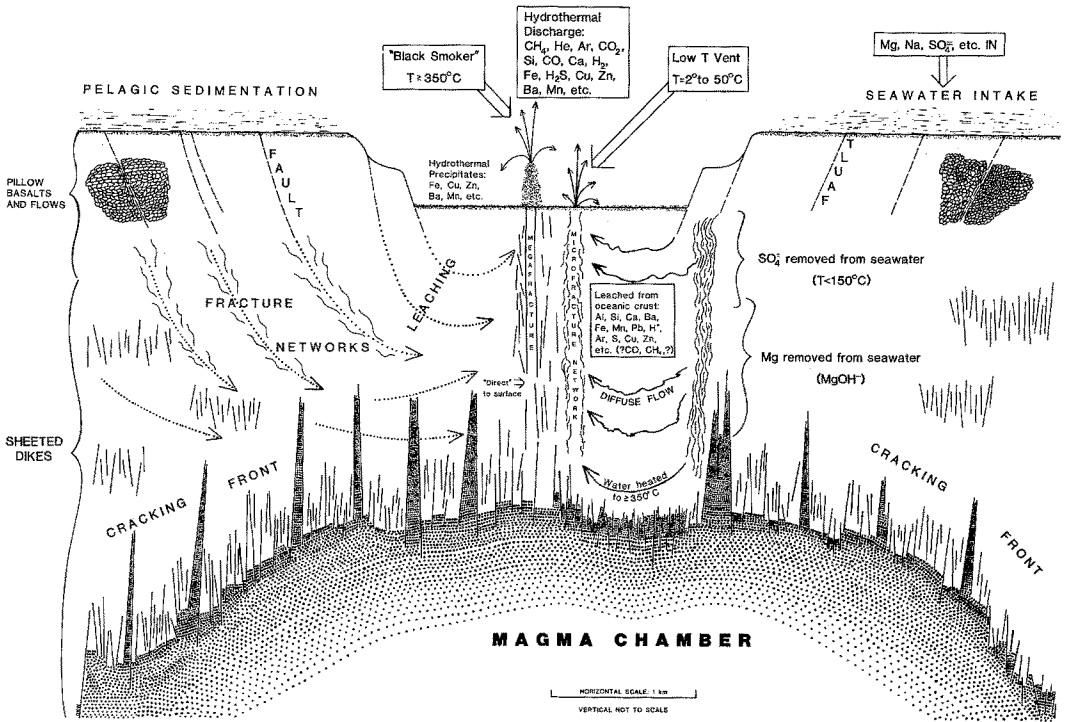 Hydrothermal
Discharge:
CH₄, He, Ar, CO₂,
Si, CO, Ca, H₂,
Fe, H₂S, Cu, Zn,
Ba, Mn, etc.
"Black Smoker"
T≥350°C
Low T Vent
T=2° to 50°C
Mg, Na, SO₄⁼, etc. IN
PELAGIC SEDIMENTATION
SEAWATER INTAKE
PILLOW
BASALTS
AND FLOWS
FAULT
Hydrothermal
Precipitates:
Fe, Cu, Zn,
Ba, Mn, etc.
FAULT
MEGAFRACTURE
MICROFRACTURE NETWORK
LEACHING
SO₄⁼ removed from seawater
(T<150°C)
FRACTURE
NETWORKS
Leached from
oceanic crust:
Al, Si, Ca, Ba,
Fe, Mn, Pb, H⁺,
Ar, S, Cu, Zn,
etc. (?CO, CH₄,?)
Mg removed from seawater
(MgOH⁻)
"Direct"
to surface
DIFFUSE FLOW
SHEETED
DIKES
Water heated
to ≥350°C
CRACKING FRONT
CRACKING
FRONT
MAGMA CHAMBER
HORIZONTAL SCALE: 1 km
VERTICAL NOT TO SCALE